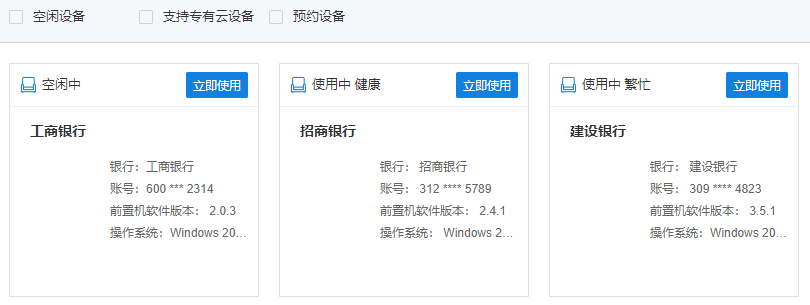 空闲设备 支持专有云设备 预约设备
空闲中 立即使用
工商银行
银行：工商银行
账号：600 *** 2314
前置机软件版本： 2.0.3
操作系统：Windows 20...
使用中 健康 立即使用
招商银行
银行： 招商银行
账号： 312 **** 5789
前置机软件版本： 2.4.1
操作系统： Windows 2...
使用中 繁忙 立即使用
建设银行
银行： 建设银行
账号： 309 **** 4823
前置机软件版本： 3.5.1
操作系统：Windows 20...